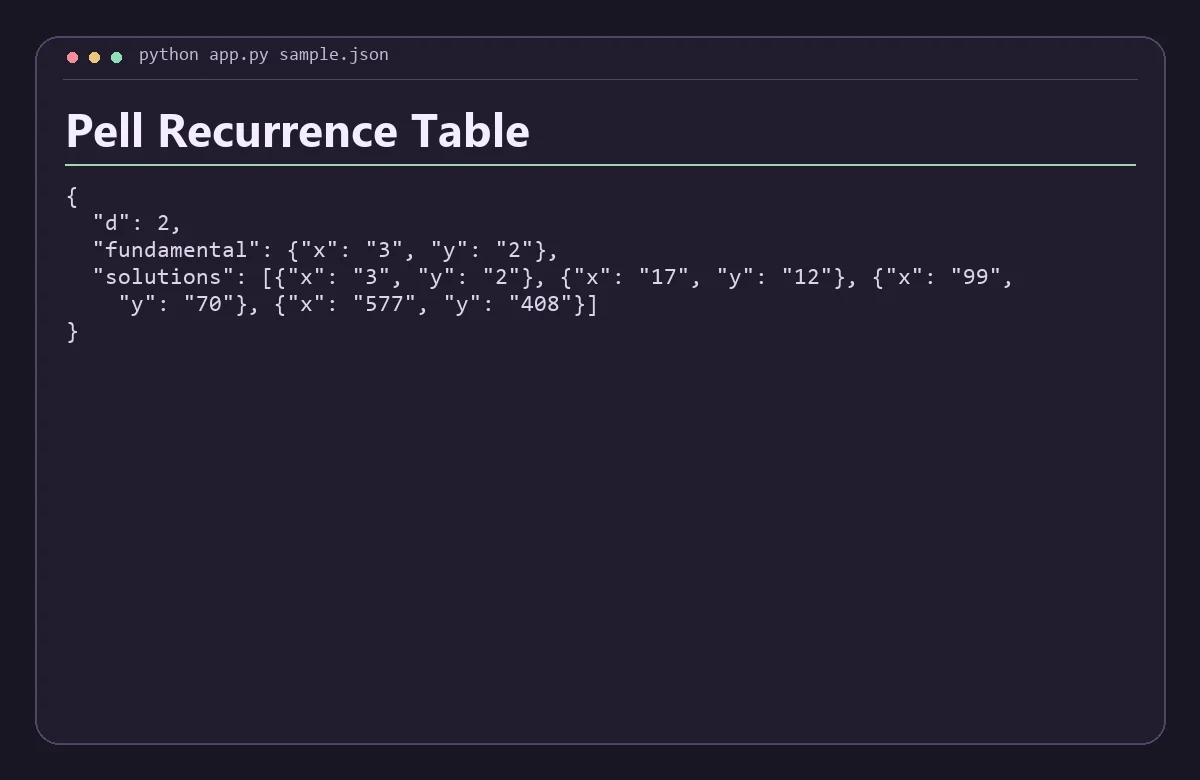 python app.py sample.json
Pell Recurrence Table
{
  "d": 2,
  "fundamental": {"x": "3", "y": "2"},
  "solutions": [{"x": "3", "y": "2"}, {"x": "17", "y": "12"}, {"x": "99",
    "y": "70"}, {"x": "577", "y": "408"}]
}